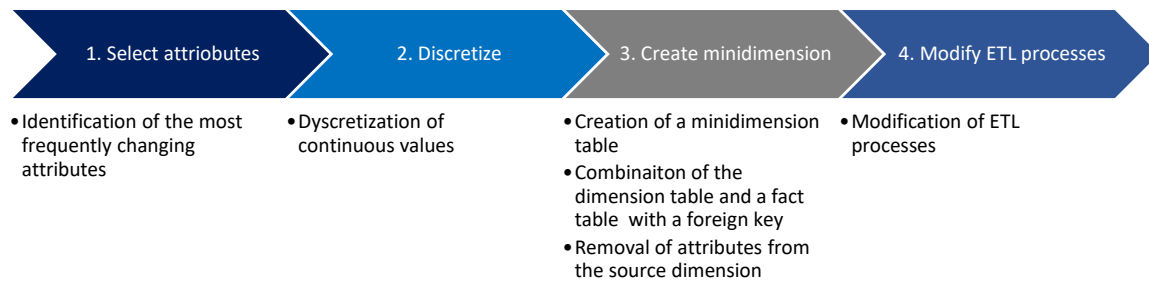 1. Select attriobutes
2. Discretize
3. Create minidimension
4. Modify ETL processes
•Identification of the most
frequently changing
attributes
•Dyscretization of
continuous values
•Creation of a minidimension
table
•Combinaiton of the
dimension table and a fact
table  with a foreign key
•Removal of attributes from
the source dimension
•Modification of ETL
processes